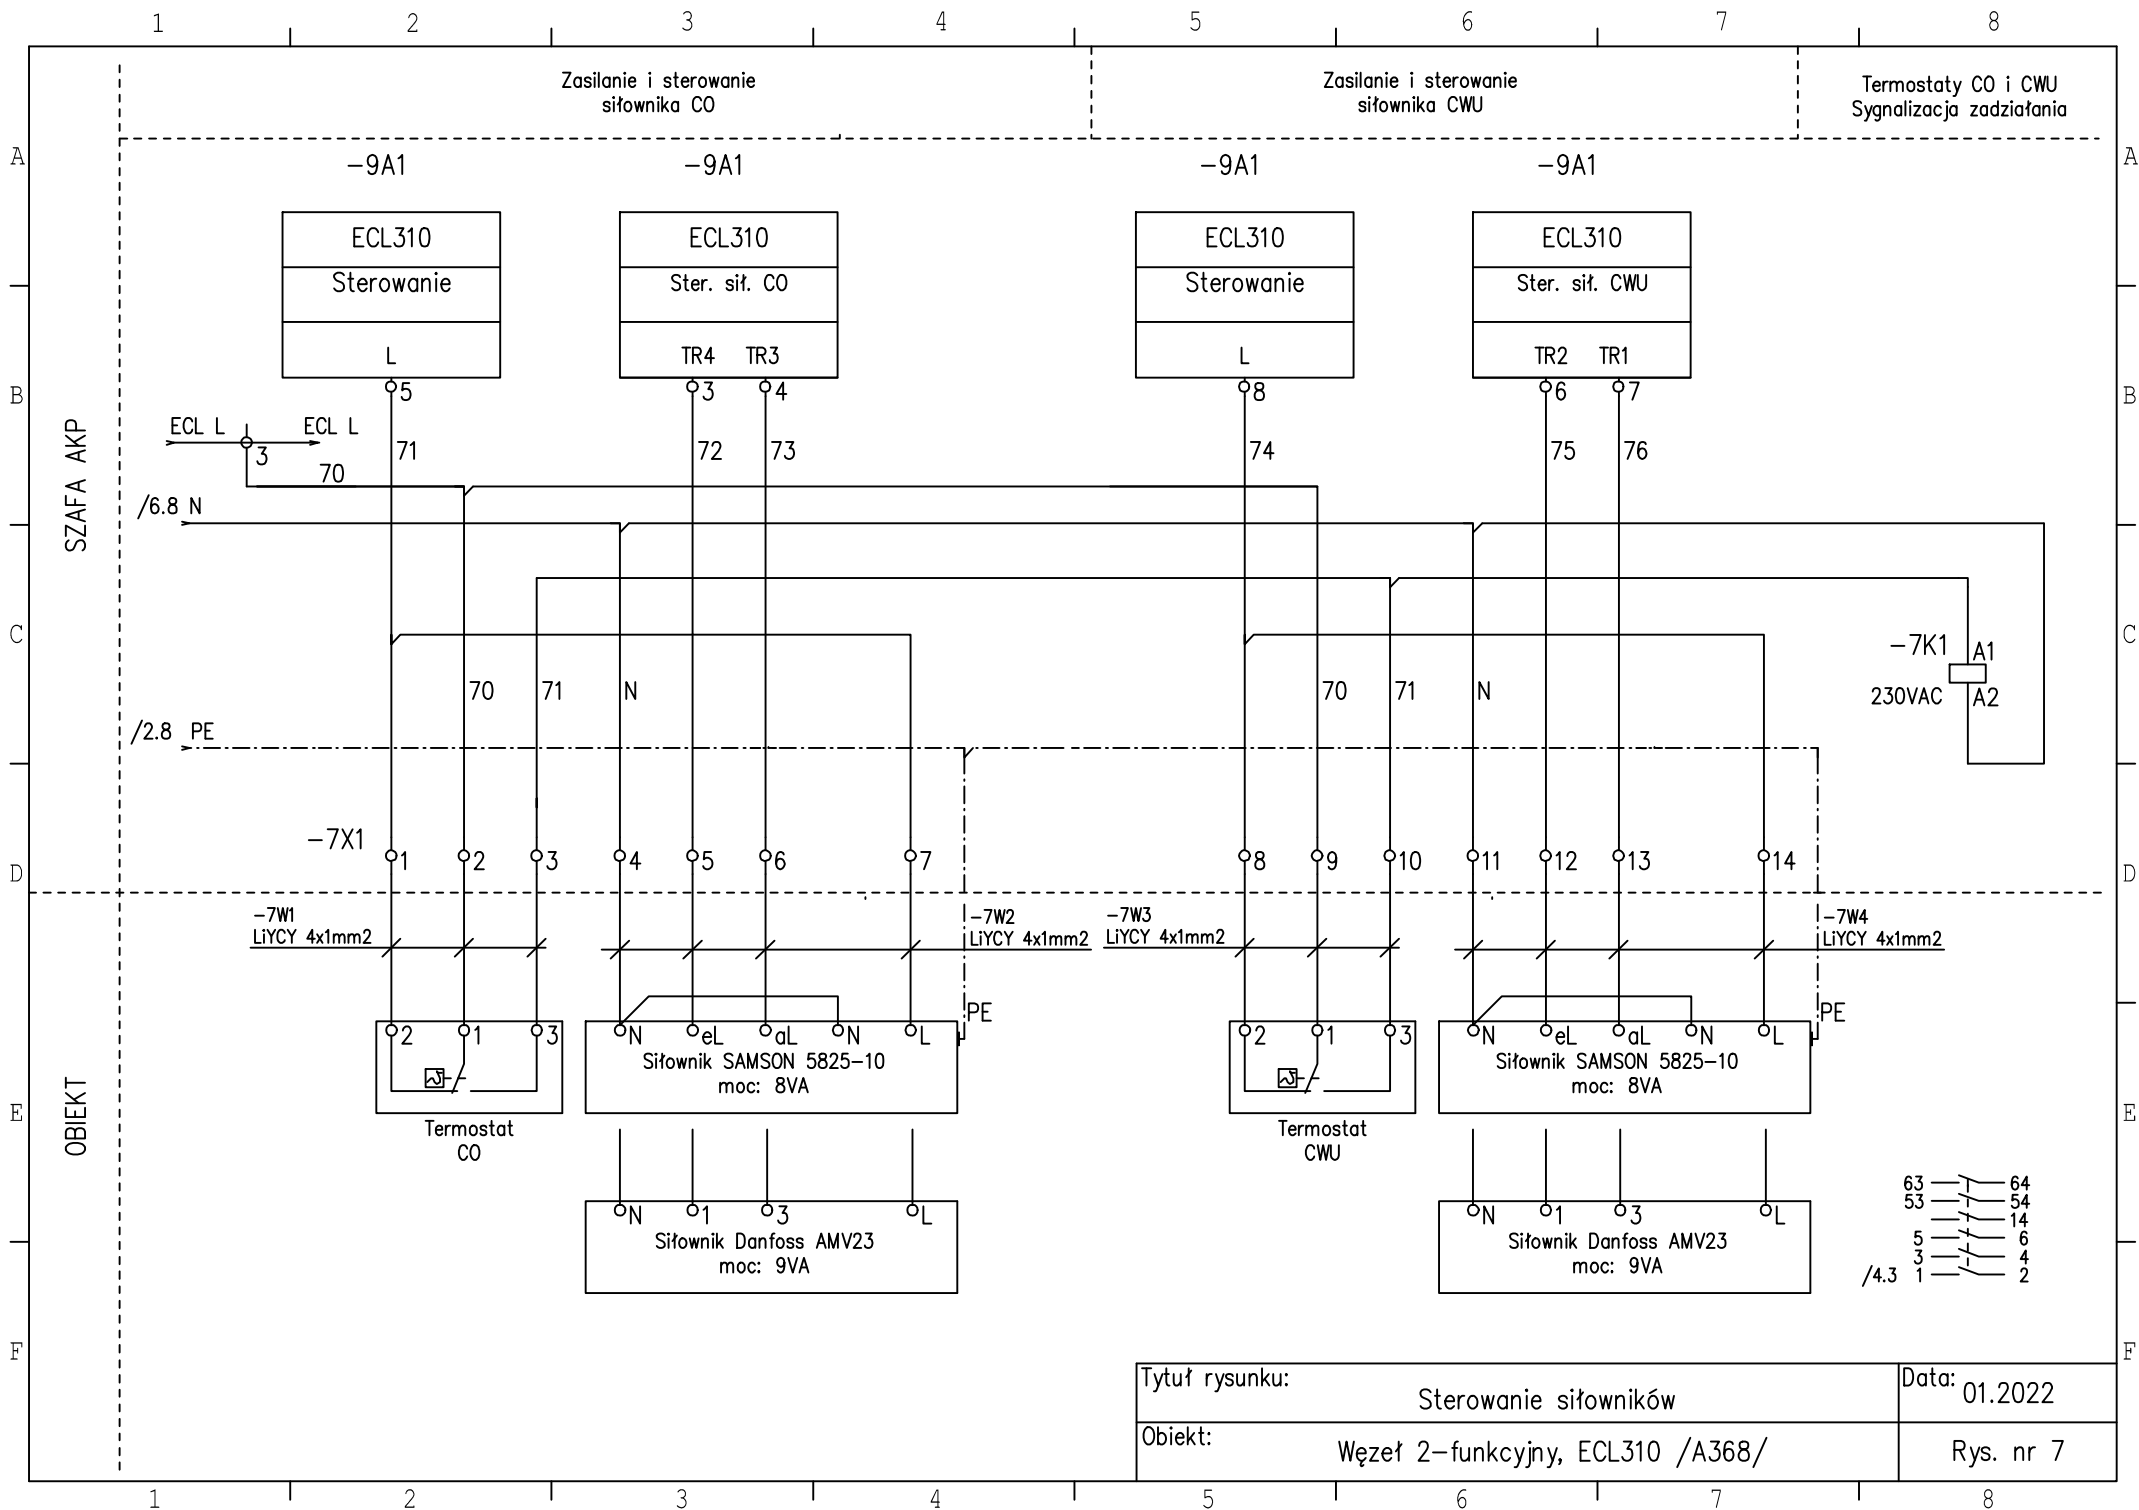 1 2 3 4 5 6 7 8
Zasilanie i sterowanie
siłownika CO
Zasilanie i sterowanie
siłownika CWU
Termostaty CO i CWU
Sygnalizacja zadziałania
A A
-9A1 -9A1 -9A1 -9A1
ECL310 ECL310 ECL310 ECL310
Sterowanie Ster. sił. CO Sterowanie Ster. sił. CWU
L TR4 TR3 L TR2 TR1
5 3 4 8 6 7
B B
ECL L ECL L
3 71 72 73 74 75 76
70
SZAFA AKP
/6.8 N
C C
-7K1 A1
230VAC A2
70 71 N 70 71 N
/2.8 PE
-7X1
1 2 3 4 5 6 7 8 9 10 11 12 13 14
D D
-7W1
LiYCY 4x1mm2
-7W2
LiYCY 4x1mm2
-7W3
LiYCY 4x1mm2
-7W4
LiYCY 4x1mm2
PE PE
2 1 3 N eL aL N L 2 1 3 N eL aL N L
Siłownik SAMSON 5825-10
moc: 8VA
Siłownik SAMSON 5825-10
moc: 8VA
OBIEKT
E E
Termostat
CO
Termostat
CWU
N 1 3 L N 1 3 L
Siłownik Danfoss AMV23
moc: 9VA
Siłownik Danfoss AMV23
moc: 9VA
63 64
53 54
14
5 6
3 4
/4.3 1 2
F F
Tytuł rysunku:
Sterowanie siłowników
Data: 01.2022
Obiekt:
Węzeł 2-funkcyjny, ECL310 /A368/
Rys. nr 7
1 2 3 4 5 6 7 8